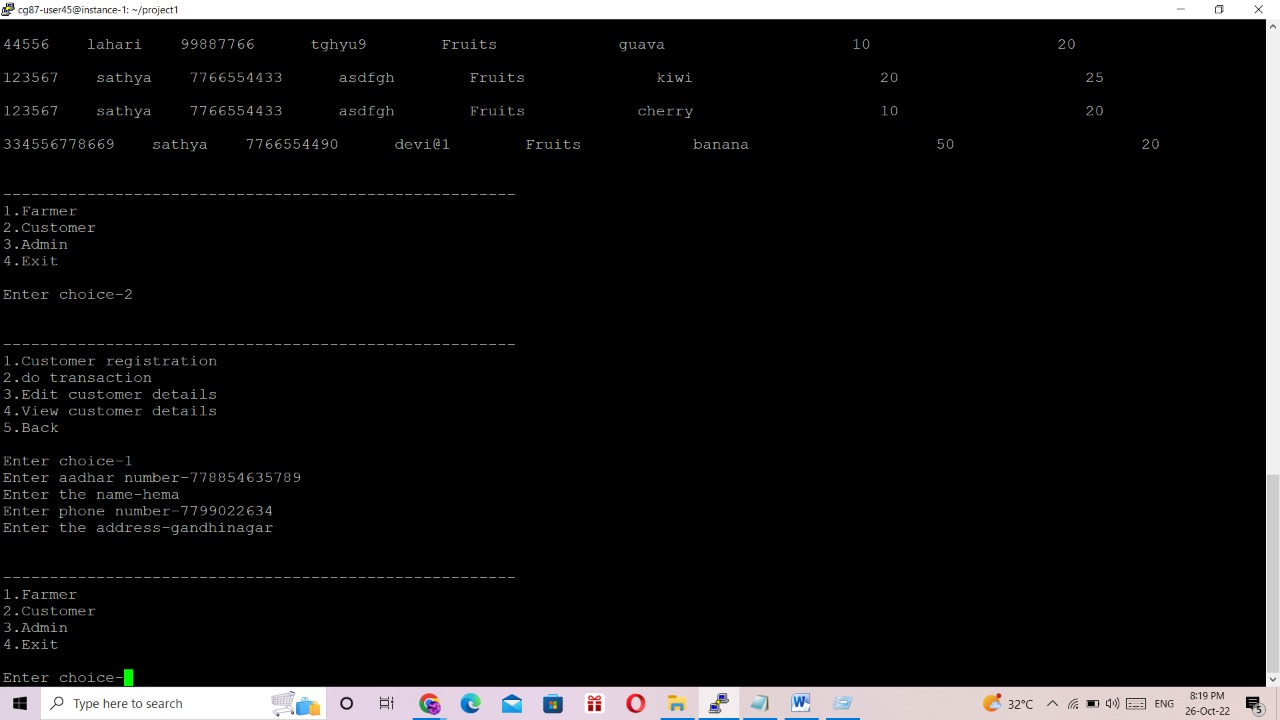 cg87-user45@instance-1: ~/project1
44556 lahari 99887766 tghyu9 Fruits guava 10 20
123567 sathya 7766554433 asdfgh Fruits kiwi 20 25
123567 sathya 7766554433 asdfgh Fruits cherry 10 20
334556778669 sathya 7766554490 devi@1 Fruits banana 50 20
-------------------------------------------------------
1.Farmer
2.Customer
3.Admin
4.Exit
Enter choice-2
-------------------------------------------------------
1.Customer registration
2.do transaction
3.Edit customer details
4.View customer details
5.Back
Enter choice-1
Enter aadhar number-778854635789
Enter the name-hema
Enter phone number-7799022634
Enter the address-gandhinagar
-------------------------------------------------------
1.Farmer
2.Customer
3.Admin
4.Exit
Enter choice-
Type here to search
32°C
ENG
8:19 PM
26-Oct-22
5